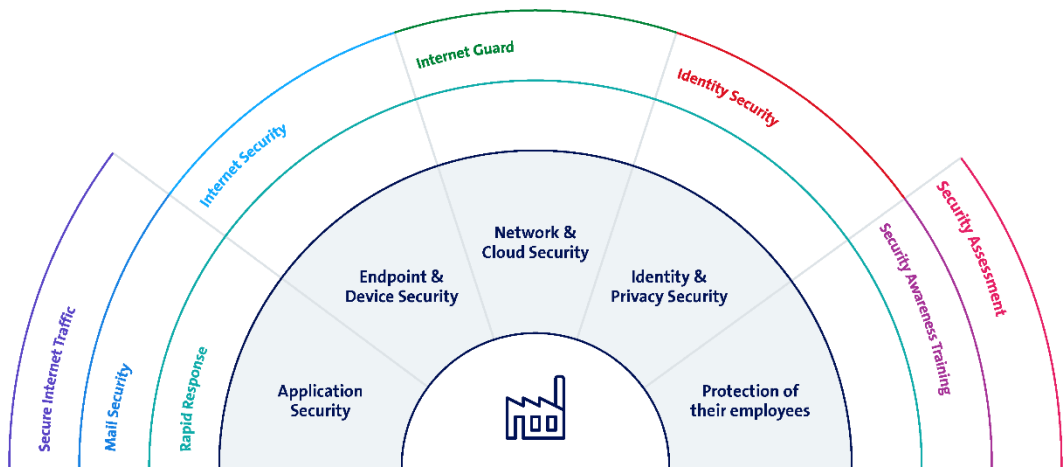 Internet Guard
Identity Security
Internet Security
Security Assessment
Network &
Cloud Security
Endpoint &
Device Security
Identity &
Privacy Security
Security Awareness Training
Secure Internet Traffic
Mail Security
Rapid Response
Application
Security
Protection of
their employees